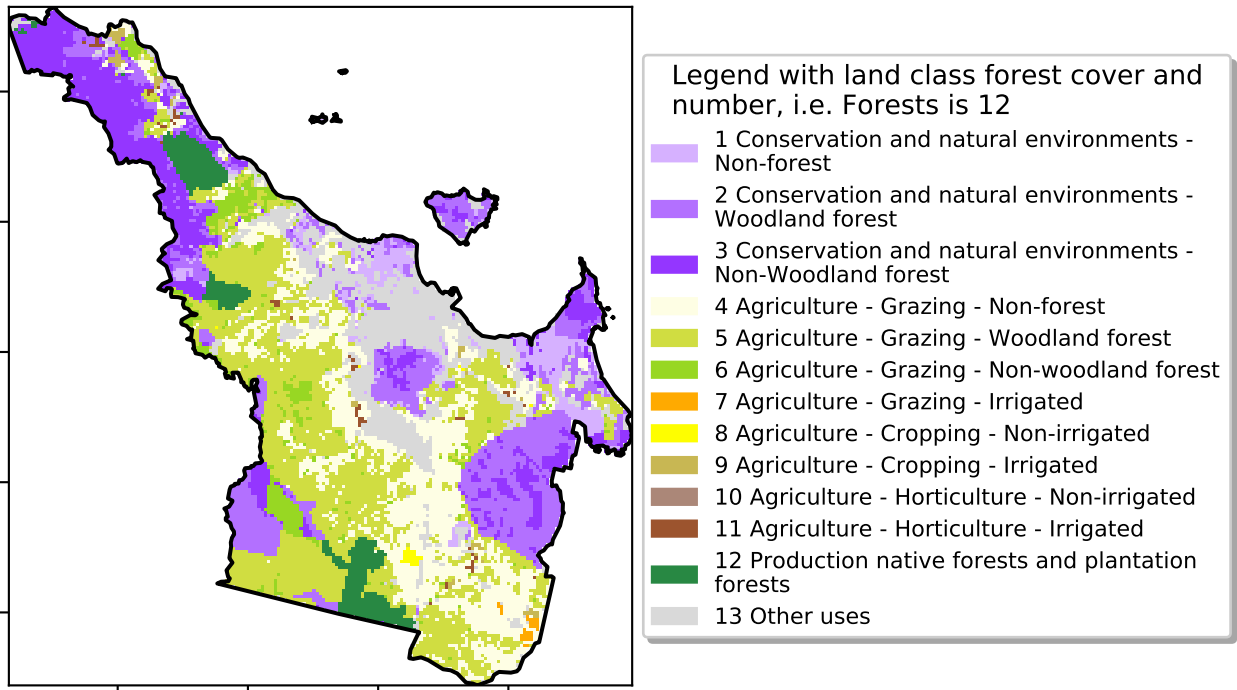 Legend with land class forest cover and
number, i.e. Forests is 12
1 Conservation and natural environments -
Non-forest
2 Conservation and natural environments -
Woodland forest
3 Conservation and natural environments -
Non-Woodland forest
4 Agriculture - Grazing - Non-forest
5 Agriculture - Grazing - Woodland forest
6 Agriculture - Grazing - Non-woodland forest
7 Agriculture - Grazing - Irrigated
8 Agriculture - Cropping - Non-irrigated
9 Agriculture - Cropping - Irrigated
10 Agriculture - Horticulture - Non-irrigated
11 Agriculture - Horticulture - Irrigated
12 Production native forests and plantation
forests
13 Other uses